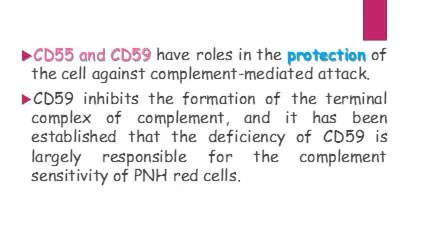 CD55 and CD59 have roles in the protection of
the cell against complement-mediated attack.
CD59 inhibits the formation of the terminal
complex of complement, and it has been
established that the deficiency of CD59 is
largely responsible for the complement
sensitivity of PNH red cells.